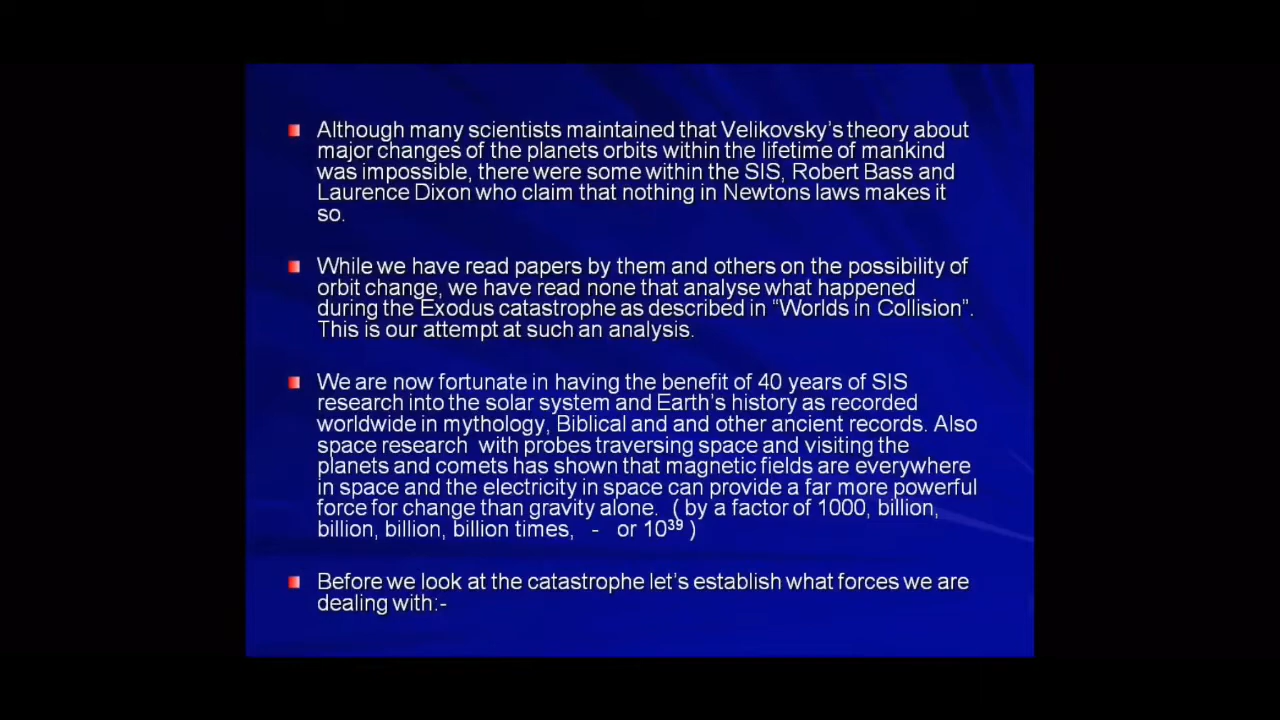 Although many scientists maintained that Velikovsky's theory about
major changes of the planets orbits within the lifetime of mankind
was impossible, there were some within the SIS, Robert Bass and
Laurence Dixon who claim that nothing in Newtons laws makes it
so.
While we have read papers by them and others on the possibility of
orbit change, we have read none that analyse what happened
during the Exodus catastrophe as described in “Worlds in Collision”.
This is our attempt at such an analysis.
We are now fortunate in having the benefit of 40 years of SIS
research into the solar system and Earth's history as recorded
worldwide in mythology, Biblical and and other ancient records. Also
space research with probes traversing space and visiting the
planets and comets has shown that magnetic fields are everywhere
in space and the electricity in space can provide a far more powerful
force for change than gravity alone. ( by a factor of 1000, billion,
billion, billion, billion times, - or 10³⁹ )
Before we look at the catastrophe let's establish what forces we are
dealing with:-